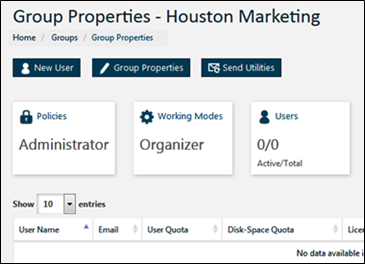 Group Properties - Houston Marketing
Home / Groups / Group Properties
New User Group Properties Send Utilities
Policies Working Modes Users
Administrator Organizer 0/0
Active/Total
Show 10 entries
User Name Email User Quota Disk-Space Quota
No data available